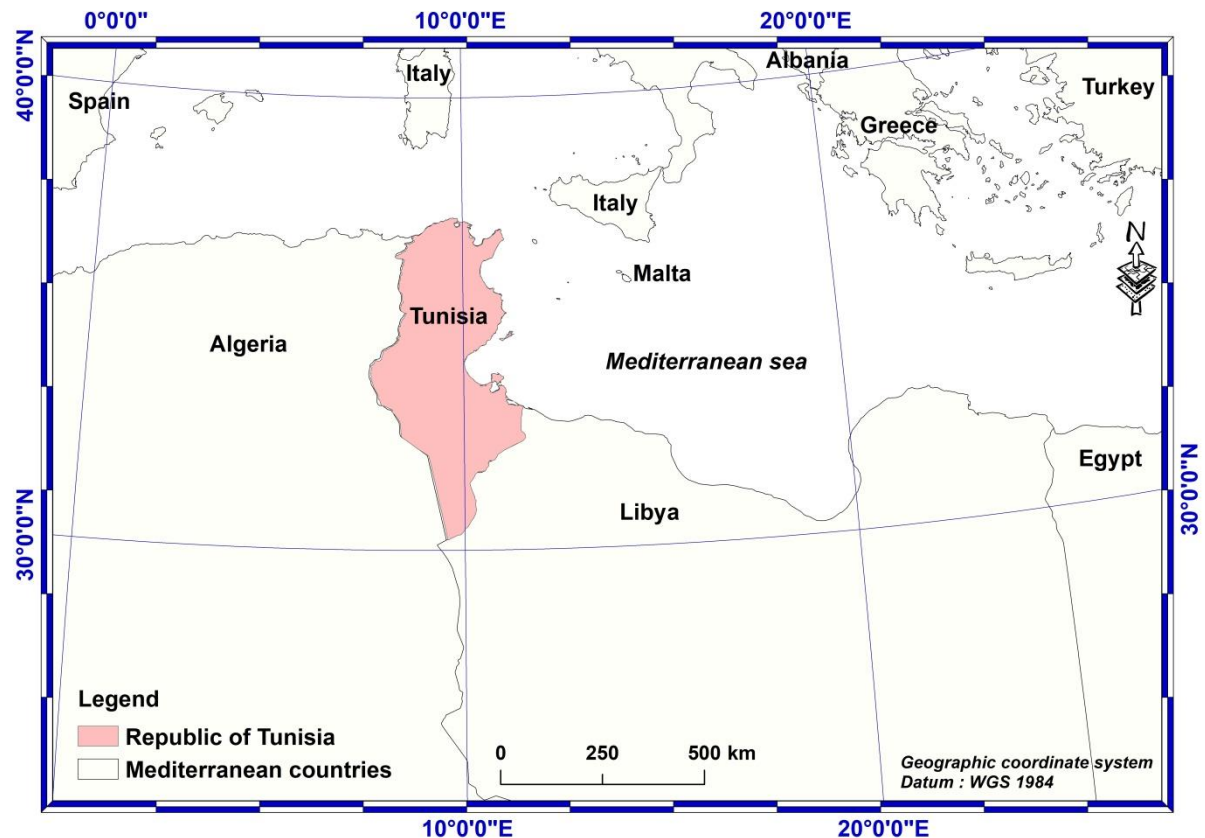 0°0'0"
10°0'0"E
20°0'0"E
40°0'0"N
Spain
Italy
Albania
Turkey
Greece
Italy
N
Malta
Tunisia
Algeria
Mediterranean sea
Egypt
30°0'0"N
30°0'0"N
Libya
Legend
Republic of Tunisia
Mediterranean countries
0 250 500 km
Geographic coordinate system
Datum : WGS 1984
10°0'0"E
20°0'0"E